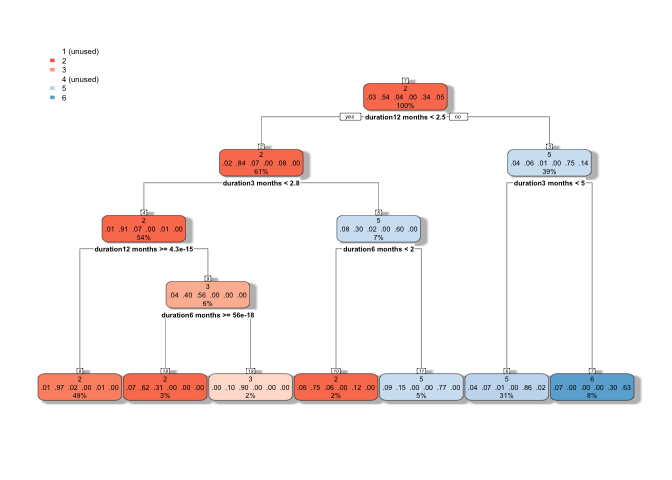 1 (unused)
2
3
4 (unused)
5
6
1
2
.03 .54 .04 .00 .34 .05
100%
yes
duration12 months < 2.5
no
2
2
.02 .84 .07 .00 .08 .00
61%
duration3 months < 2.8
3
5
.04 .06 .01 .00 .75 .14
39%
duration3 months < 5
4
2
.01 .91 .07 .00 .01 .00
54%
duration12 months >= 4.3e-15
5
5
.08 .30 .02 .00 .60 .00
7%
duration6 months < 2
9
3
.04 .40 .56 .00 .00 .00
6%
duration6 months >= 56e-18
8
2
.01 .97 .02 .00 .01 .00
49%
18
2
.07 .62 .31 .00 .00 .00
3%
19
3
.00 .10 .90 .00 .00 .00
2%
10
2
.06 .75 .06 .00 .12 .00
2%
11
5
.09 .15 .00 .00 .77 .00
5%
6
5
.04 .07 .01 .00 .86 .02
31%
7
6
.07 .00 .00 .00 .30 .63
8%